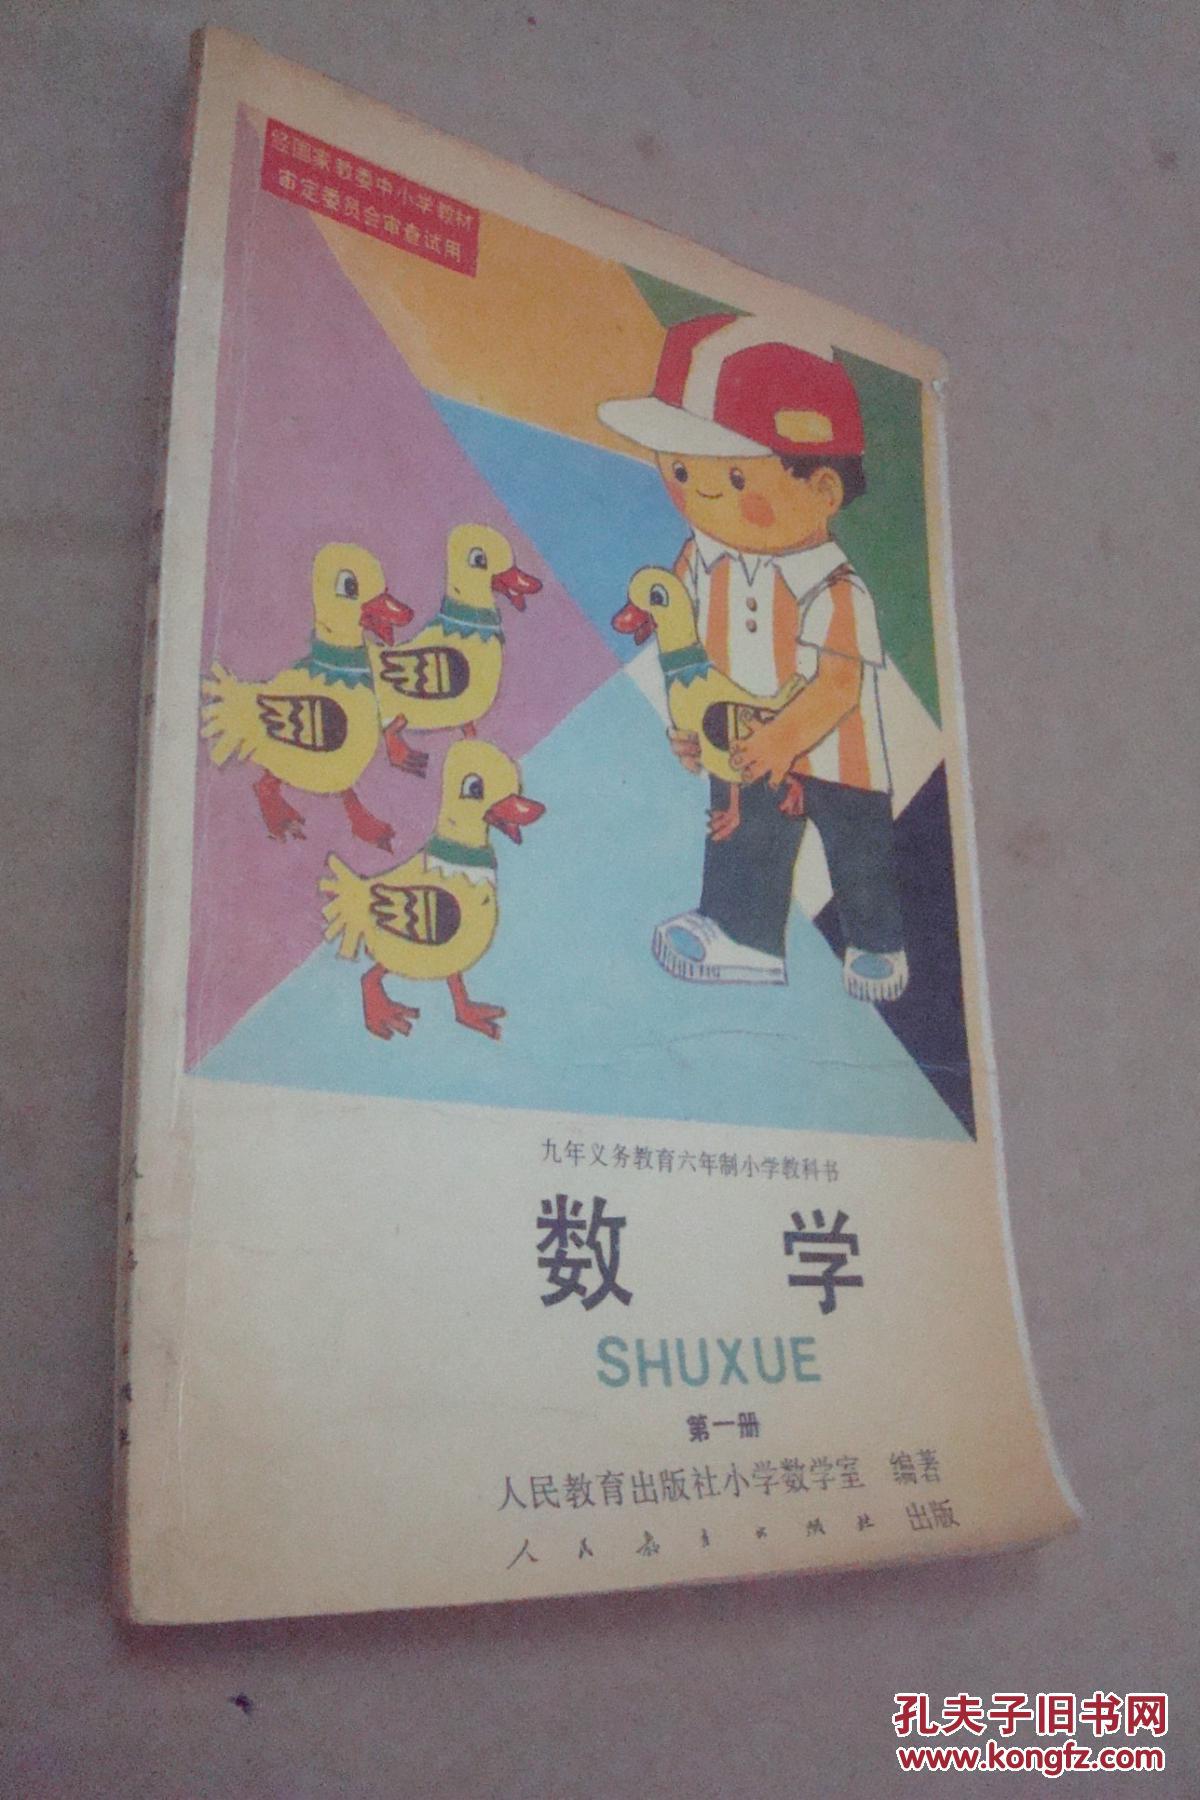 经国家教委中小学教材
审定委员会审查试用
九年义务教育六年制小学教科书
数 学
SHUXUE
第一册
人民教育出版社小学数学室 编著
人民教育出版社 出版
孔夫子旧书网
www.kongfz.com